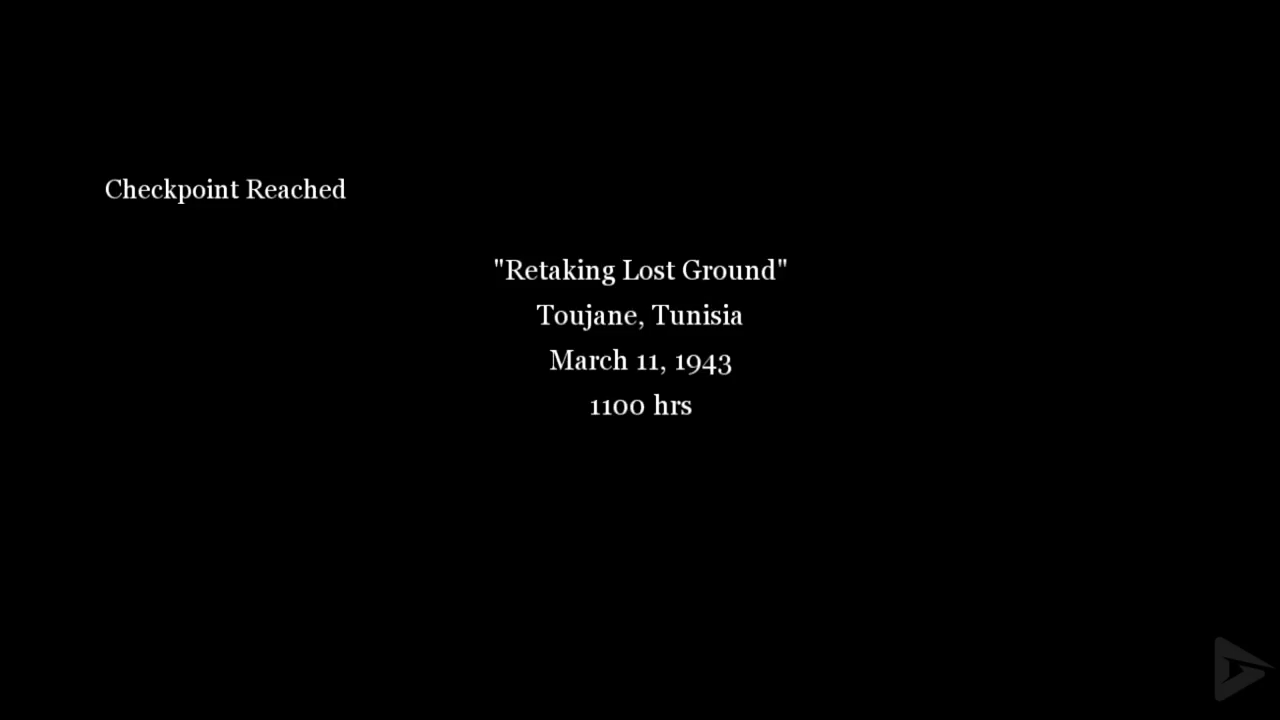 Checkpoint Reached
"Retaking Lost Ground"
Toujane, Tunisia
March 11, 1943
1100 hrs